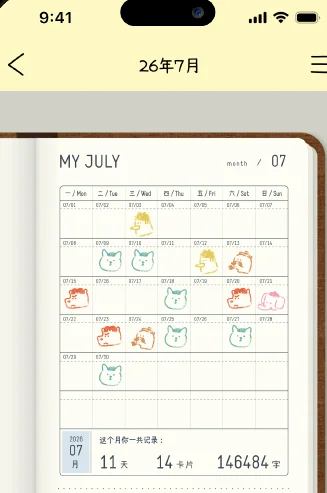 9:41
26年7月
MY JULY
month / 07
一 / Mon 二 / Tue 三 / Wed 四 / Thu 五 / Fri 六 / Sat 日 / Sun
07/01 07/02 07/03 07/04 07/05 07/06 07/07
07/08 07/09 07/10 07/11 07/12 07/13 07/14
07/15 07/16 07/17 07/18 07/19 07/20 07/21
07/22 07/23 07/24 07/25 07/26 07/27 07/28
07/29 07/30
2026
07
月
这个月你一共记录：
11 天 14 卡片 146484 字